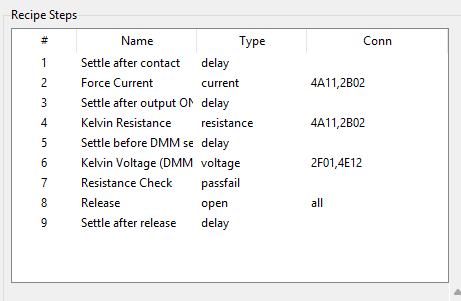 Recipe Steps
# Name Type Conn
1 Settle after contact delay
2 Force Current current 4A11,2B02
3 Settle after output ON delay
4 Kelvin Resistance resistance 4A11,2B02
5 Settle before DMM se delay
6 Kelvin Voltage (DMM voltage 2F01,4E12
7 Resistance Check passfail
8 Release open all
9 Settle after release delay